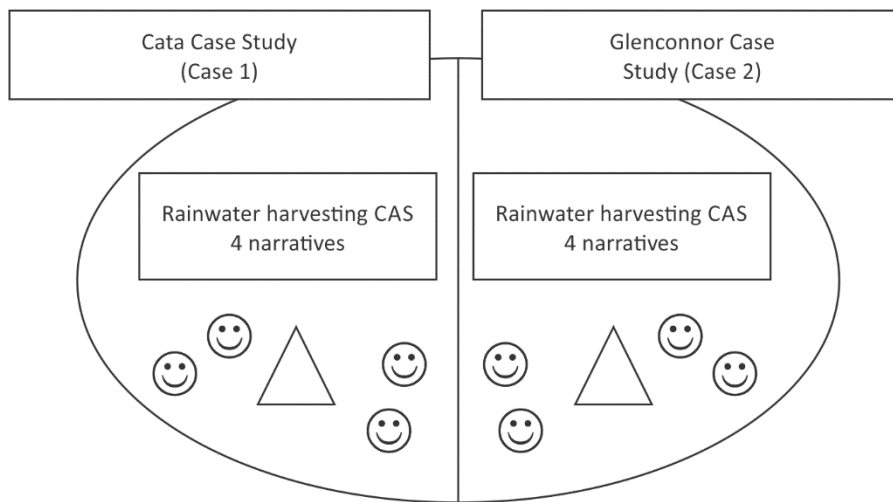 Cata Case Study
(Case 1)
Glenconnor Case
Study (Case 2)
Rainwater harvesting CAS
4 narratives
Rainwater harvesting CAS
4 narratives